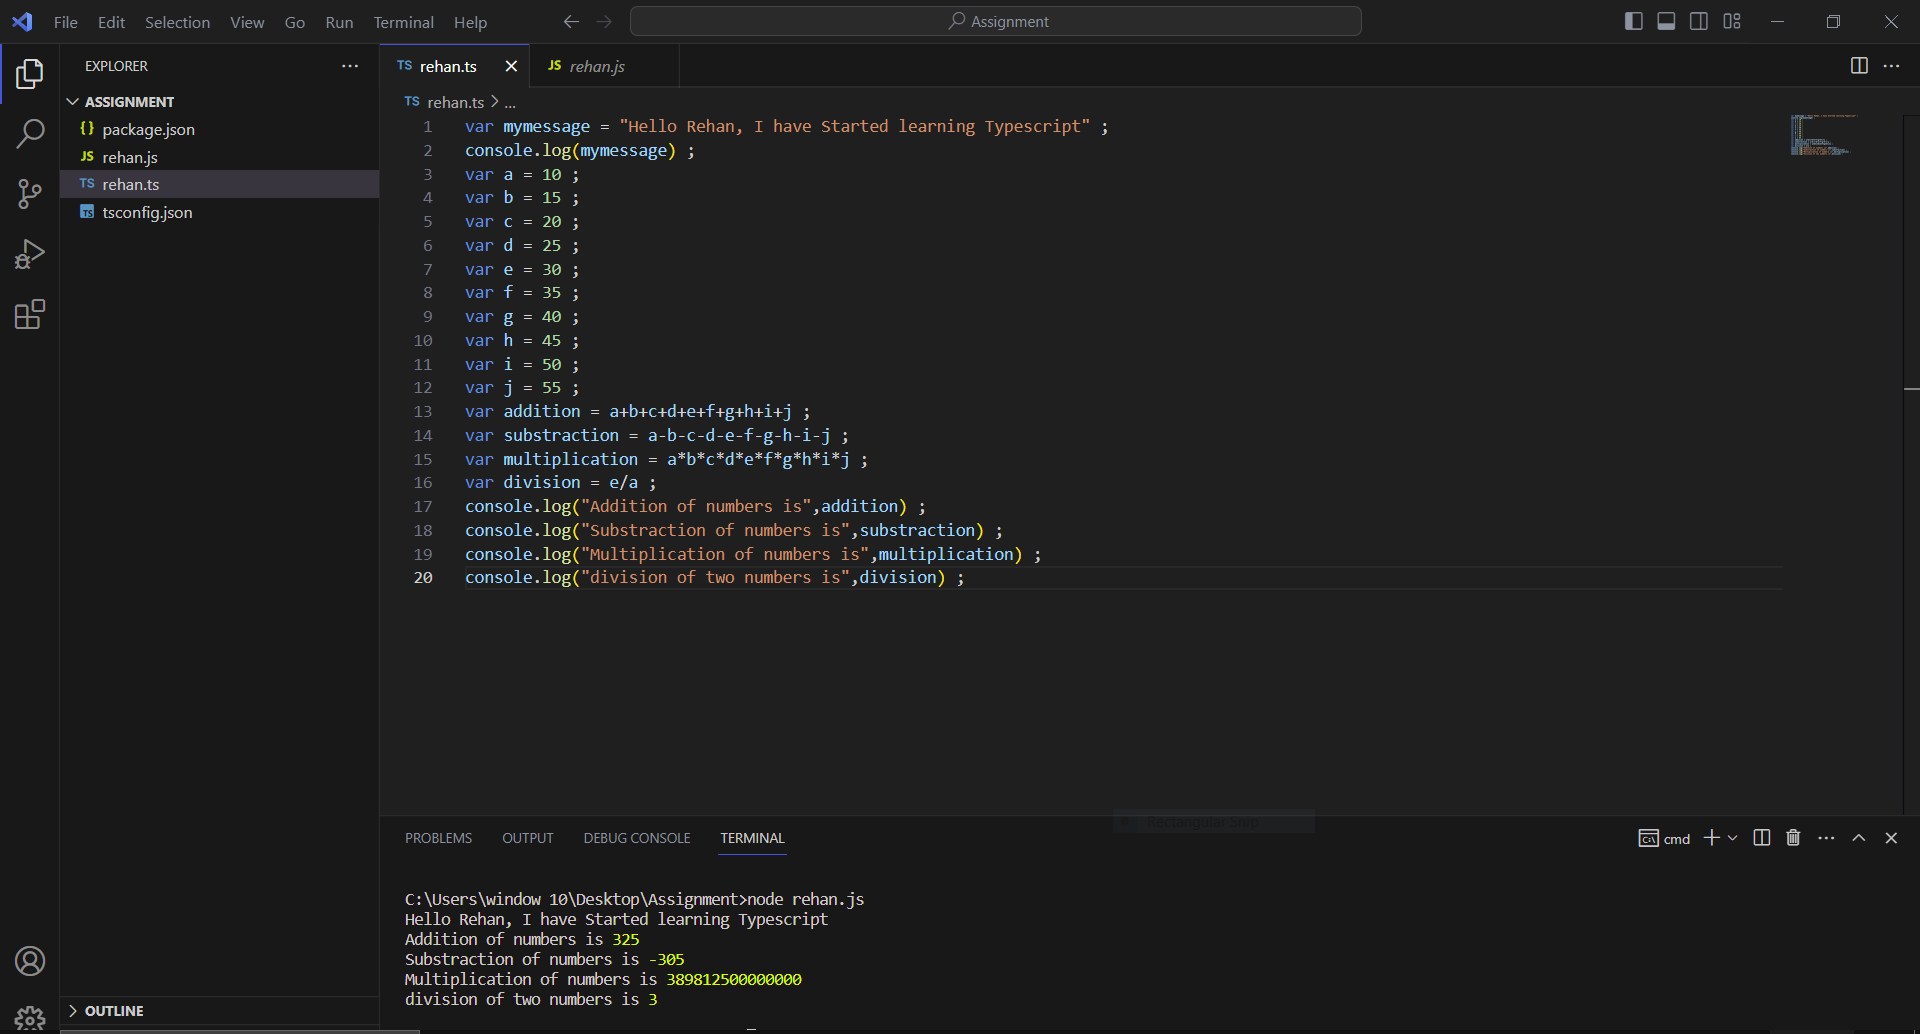 File Edit Selection View Go Run Terminal Help
Assignment
EXPLORER
ASSIGNMENT
{} package.json
JS rehan.js
TS rehan.ts
TS tsconfig.json
OUTLINE
TS rehan.ts
JS rehan.js
TS rehan.ts > ...
1 var mymessage = "Hello Rehan, I have Started learning Typescript" ;
2 console.log(mymessage) ;
3 var a = 10 ;
4 var b = 15 ;
5 var c = 20 ;
6 var d = 25 ;
7 var e = 30 ;
8 var f = 35 ;
9 var g = 40 ;
10 var h = 45 ;
11 var i = 50 ;
12 var j = 55 ;
13 var addition = a+b+c+d+e+f+g+h+i+j ;
14 var substraction = a-b-c-d-e-f-g-h-i-j ;
15 var multiplication = a*b*c*d*e*f*g*h*i*j ;
16 var division = e/a ;
17 console.log("Addition of numbers is",addition) ;
18 console.log("Substraction of numbers is",substraction) ;
19 console.log("Multiplication of numbers is",multiplication) ;
20 console.log("division of two numbers is",division) ;
Rectangular Snip
PROBLEMS OUTPUT DEBUG CONSOLE TERMINAL
cmd
C:\Users\window 10\Desktop\Assignment>node rehan.js
Hello Rehan, I have Started learning Typescript
Addition of numbers is 325
Substraction of numbers is -305
Multiplication of numbers is 389812500000000
division of two numbers is 3